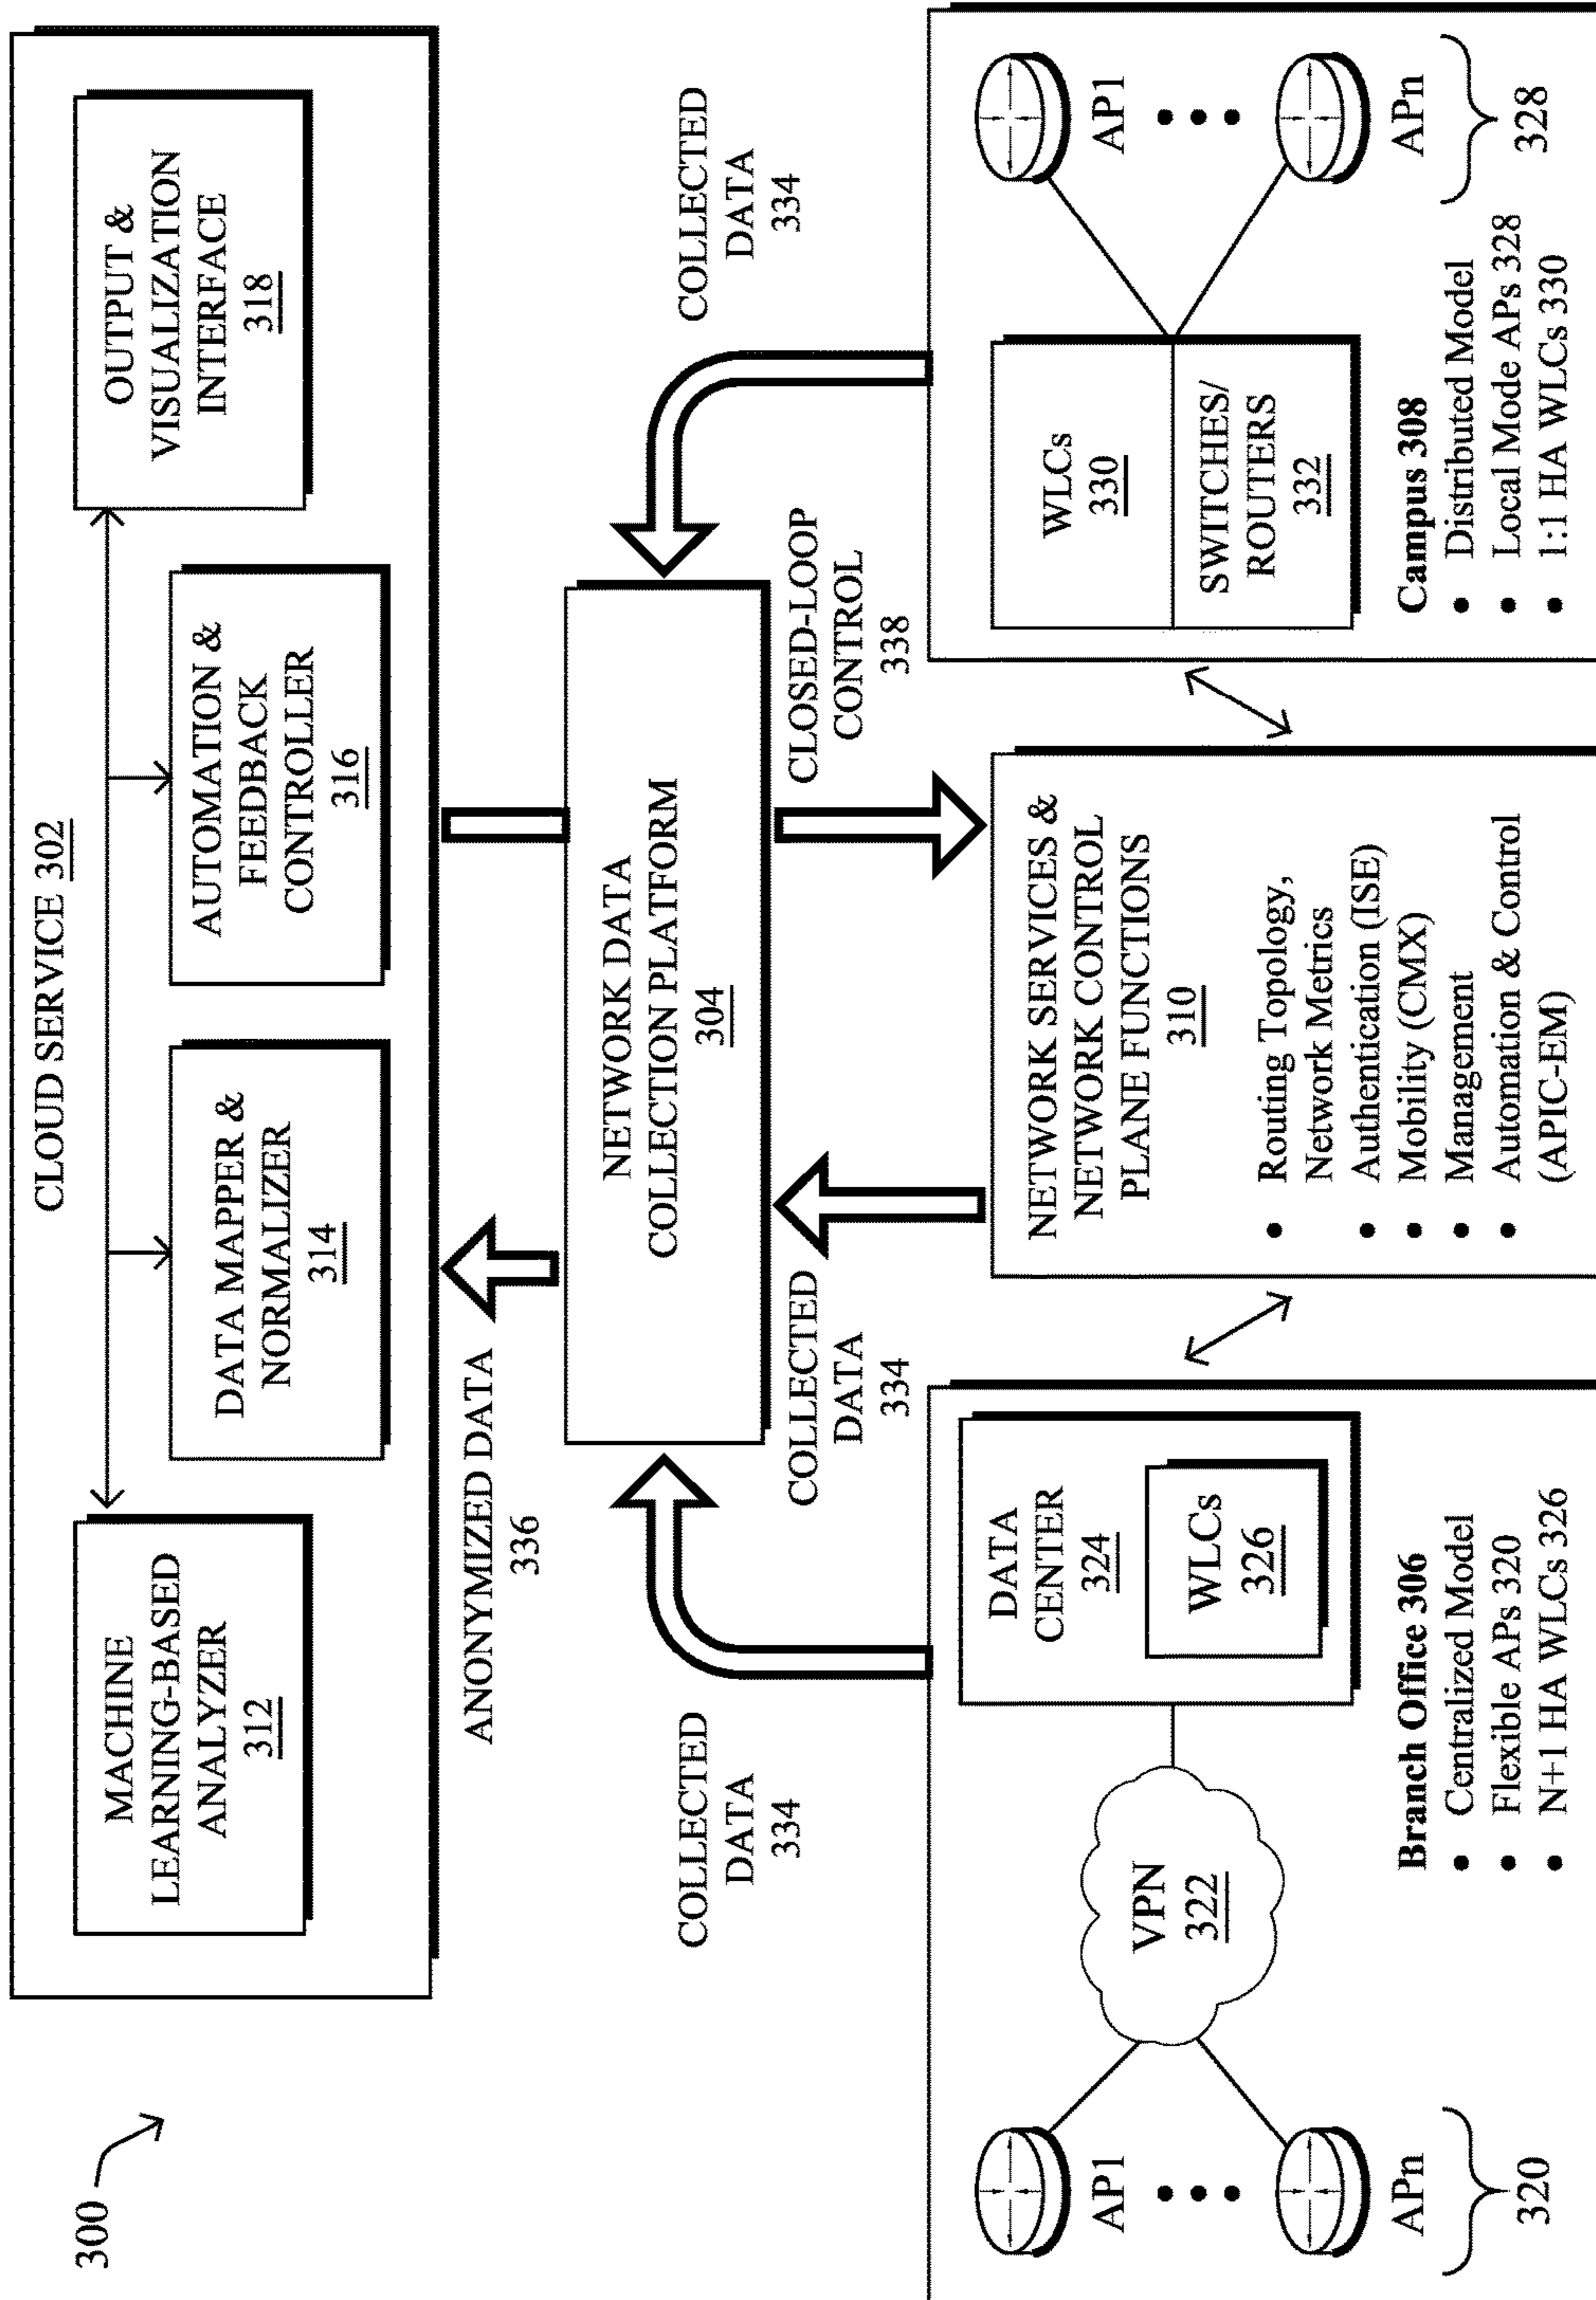 300
CLOUD SERVICE 302
MACHINE
LEARNING-BASED
ANALYZER
312
DATA MAPPER &
NORMALIZER
314
AUTOMATION &
FEEDBACK
CONTROLLER
316
OUTPUT &
VISUALIZATION
INTERFACE
318
ANONYMIZED DATA
336
COLLECTED
DATA
334
NETWORK DATA
COLLECTION PLATFORM
304
COLLECTED
DATA
334
COLLECTED
DATA
334
CLOSED-LOOP
CONTROL
338
AP1
APn
320
VPN
322
DATA
CENTER
324
WLCs
326
Branch Office 306
• Centralized Model
• Flexible APs 320
• N+1 HA WLCs 326
NETWORK SERVICES &
NETWORK CONTROL
PLANE FUNCTIONS
310
• Routing Topology,
Network Metrics
• Authentication (ISE)
• Mobility (CMX)
• Management
• Automation & Control
(APIC-EM)
WLCs
330
SWITCHES/
ROUTERS
332
AP1
APn
328
Campus 308
• Distributed Model
• Local Mode APs 328
• 1:1 HA WLCs 330